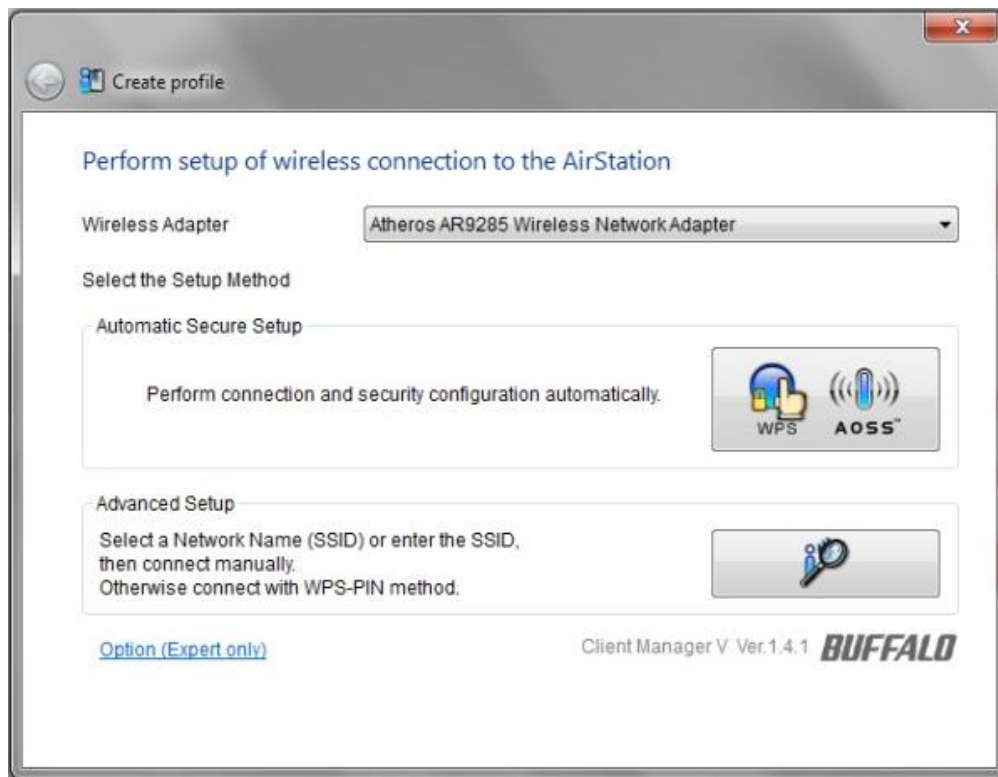 Create profile
Perform setup of wireless connection to the AirStation
Wireless Adapter
Atheros AR9285 Wireless Network Adapter
Select the Setup Method
Automatic Secure Setup
Perform connection and security configuration automatically.
WPS
AOSS™
Advanced Setup
Select a Network Name (SSID) or enter the SSID,
then connect manually.
Otherwise connect with WPS-PIN method.
Option (Expert only)
Client Manager V Ver.1.4.1 BUFFALO